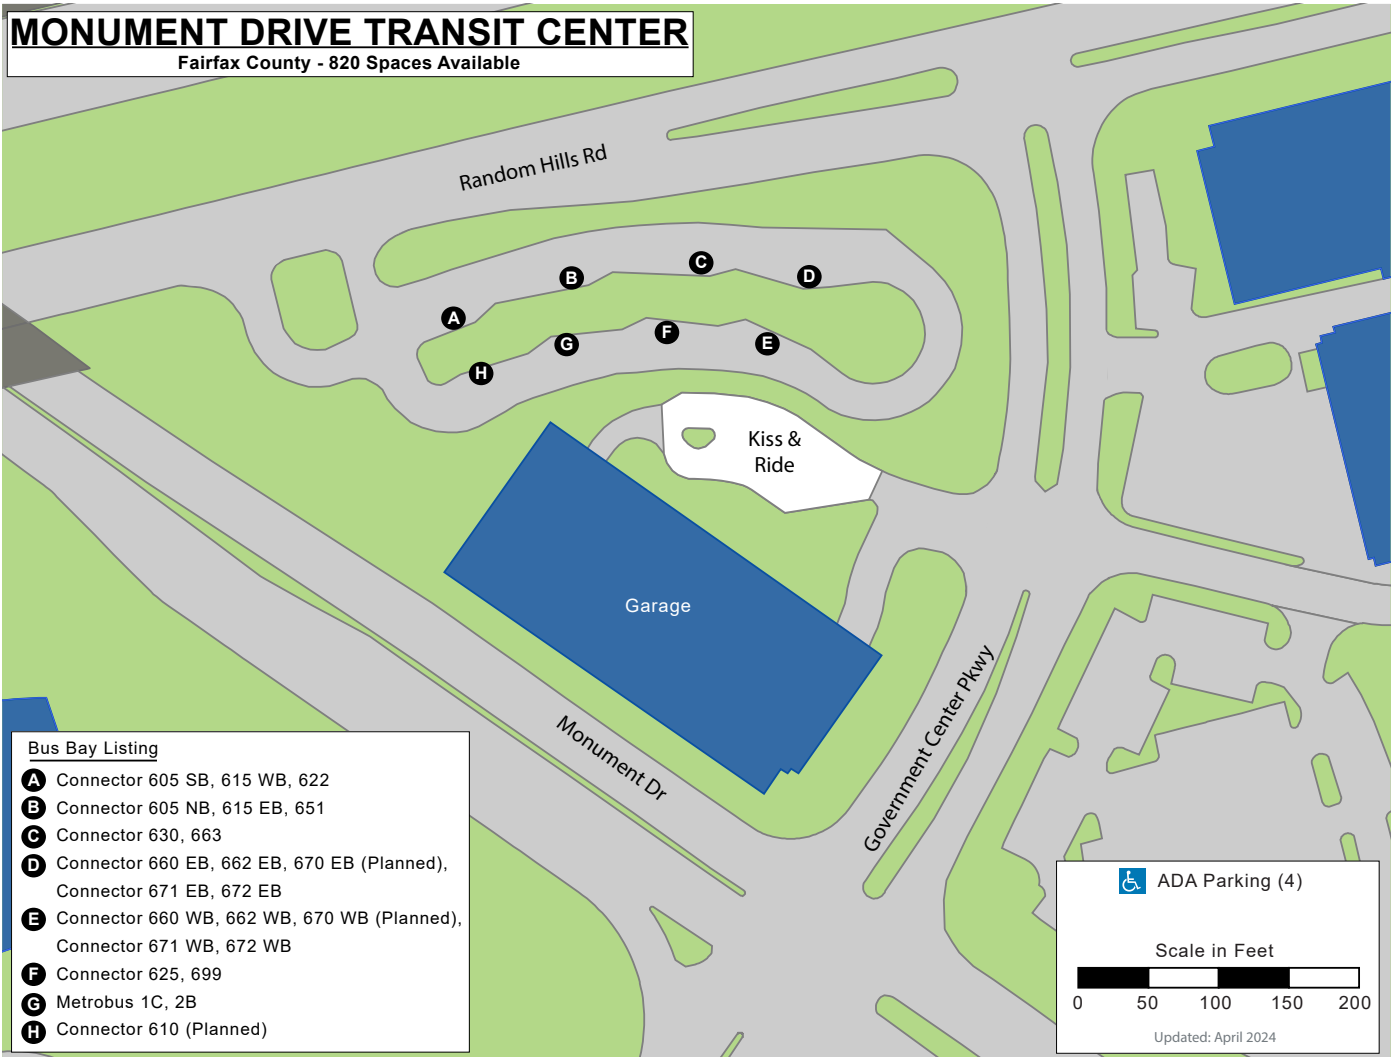 MONUMENT DRIVE TRANSIT CENTER
Fairfax County - 820 Spaces Available
Random Hills Rd
C
B
D
A
F
G
E
H
Kiss &
Ride
Garage
Government Center Pkwy
Monument Dr
Bus Bay Listing
A Connector 605 SB, 615 WB, 622
B Connector 605 NB, 615 EB, 651
C Connector 630, 663
D Connector 660 EB, 662 EB, 670 EB (Planned),
Connector 671 EB, 672 EB
E Connector 660 WB, 662 WB, 670 WB (Planned),
Connector 671 WB, 672 WB
F Connector 625, 699
G Metrobus 1C, 2B
H Connector 610 (Planned)
ADA Parking (4)
Scale in Feet
0 50 100 150 200
Updated: April 2024